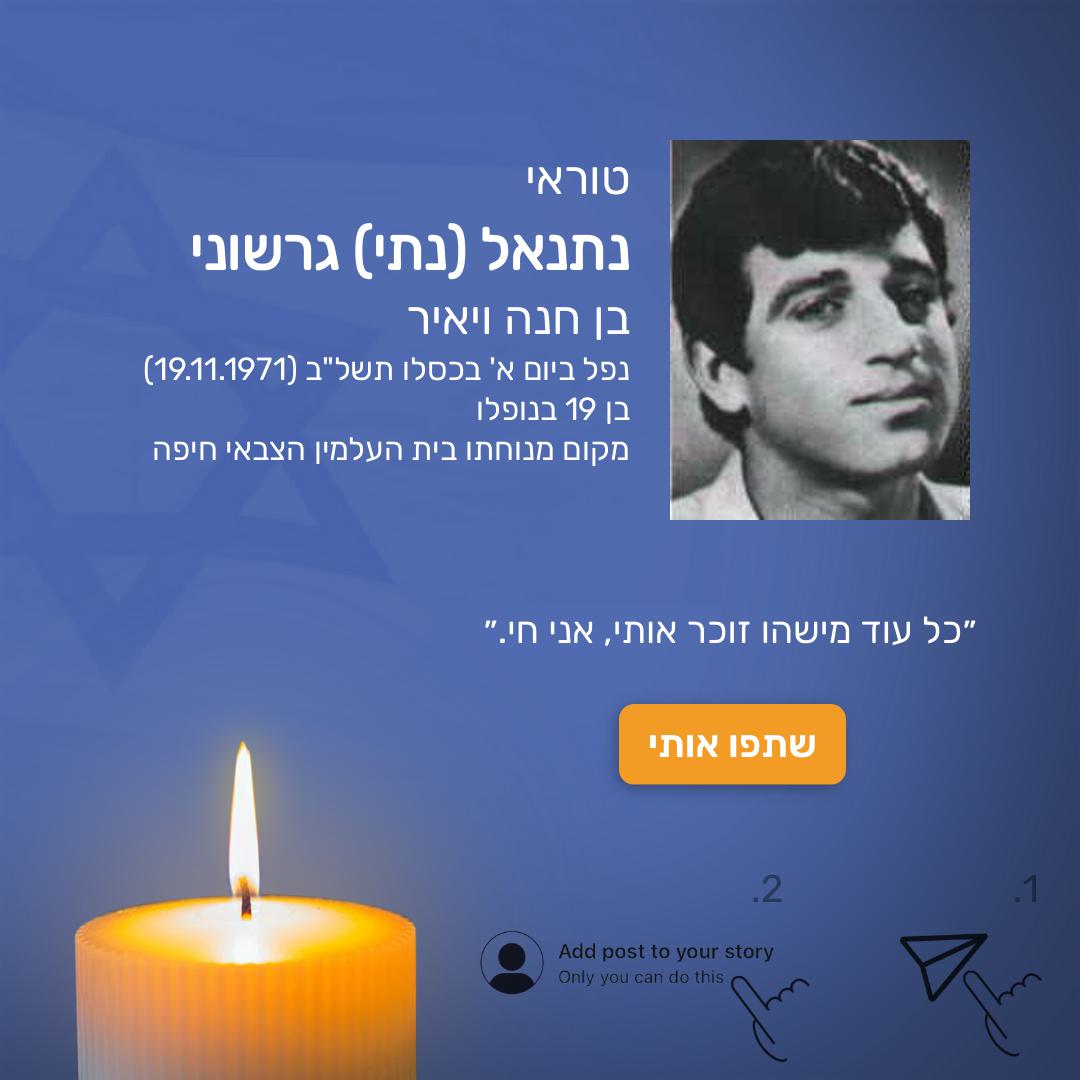 טוראי
נתנאל (נתי) גרשוני
בן חנה ויאיר
נפל ביום א' בכסלו תשל"ב (19.11.1971)
בן 19 בנופלו
מקום מנוחתו בית העלמין הצבאי חיפה
"כל עוד מישהו זוכר אותי, אני חי."
שתפו אותי
.1
.2
Add post to your story
Only you can do this